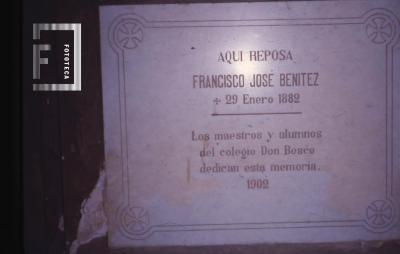 FOTOTECA
AQUI REPOSA
FRANCISCO JOSÉ BENITEZ
✢ 29 Enero 1882
Los maestros y alumnos
del colegio Don Bosco
dedican esta memoria.
1902